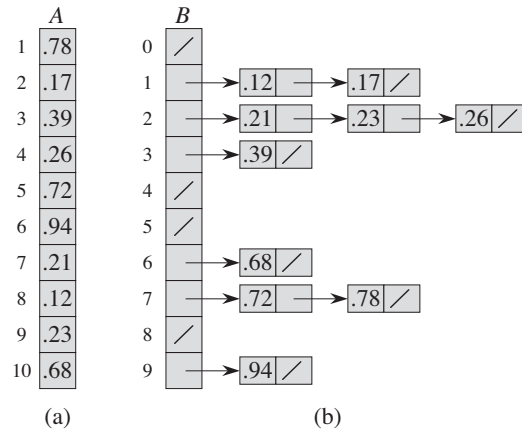 A B
1 .78 0 /
2 .17 1 .12 .17 /
3 .39 2 .21 .23 .26 /
4 .26 3 .39 /
5 .72 4 /
6 .94 5 /
7 .21 6 .68 /
8 .12 7 .72 .78 /
9 .23 8 /
10 .68 9 .94 /
(a) (b)